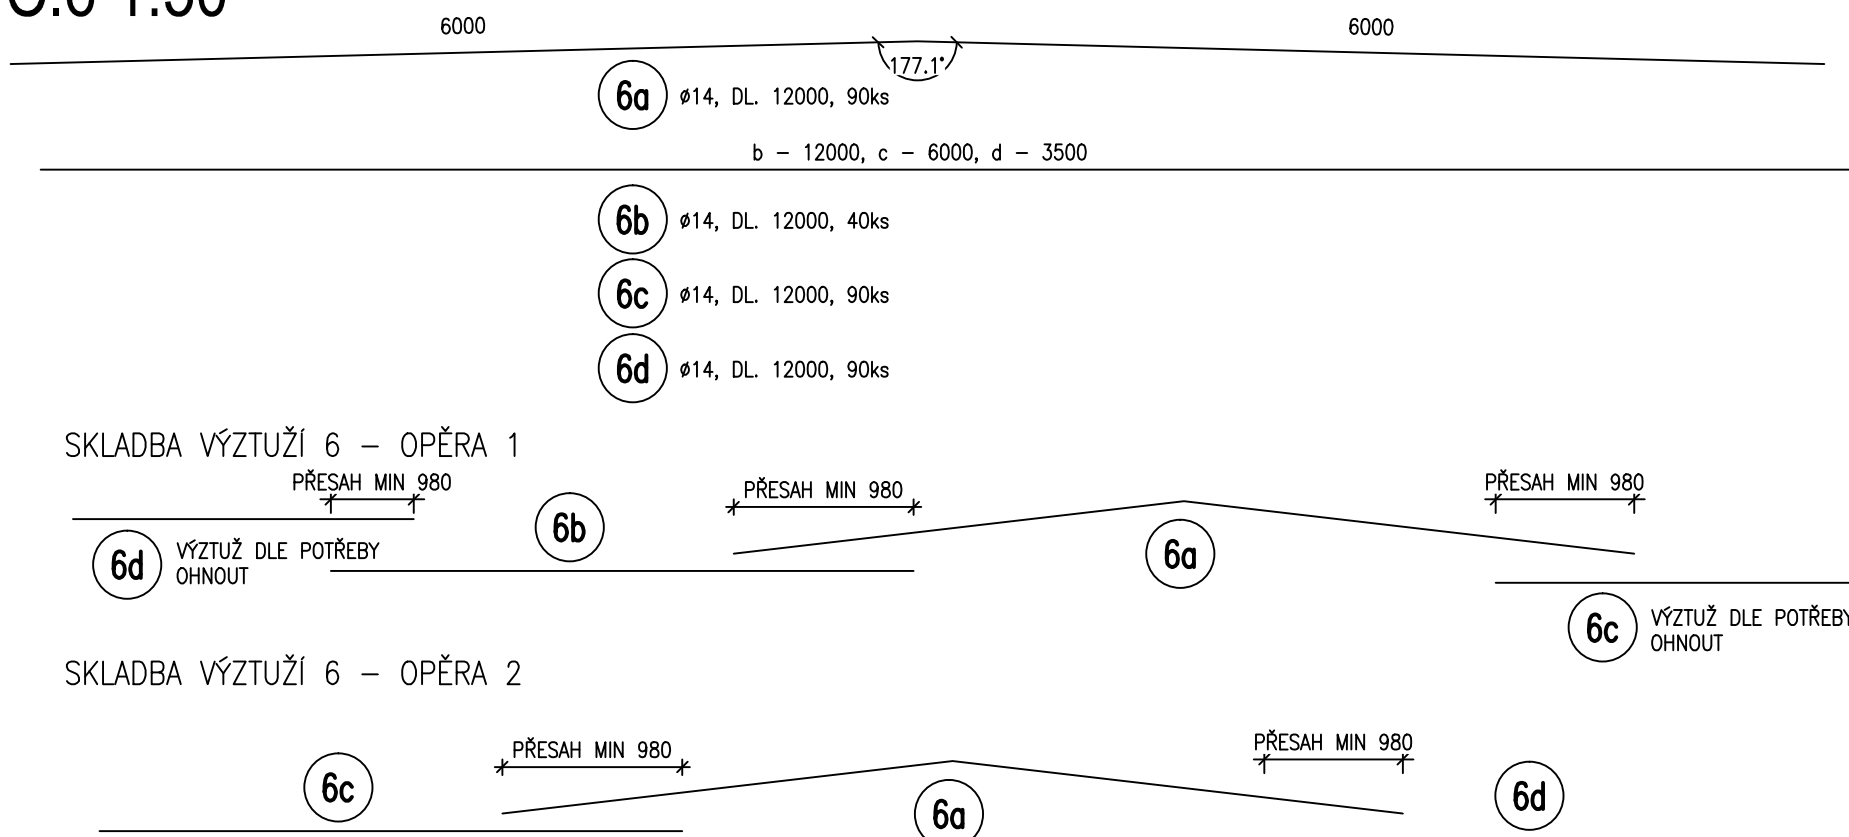 6000
6000
177.1°
6a ø14, DL. 12000, 90ks
b – 12000, c – 6000, d – 3500
6b ø14, DL. 12000, 40ks
6c ø14, DL. 12000, 90ks
6d ø14, DL. 12000, 90ks
SKLADBA VÝZTUŽÍ 6 – OPĚRA 1
PŘESAH MIN 980
PŘESAH MIN 980
PŘESAH MIN 980
6d VÝZTUŽ DLE POTŘEBY
OHNOUT
6b
6a
6c VÝZTUŽ DLE POTŘEBY
OHNOUT
SKLADBA VÝZTUŽÍ 6 – OPĚRA 2
PŘESAH MIN 980
PŘESAH MIN 980
6c
6a
6d